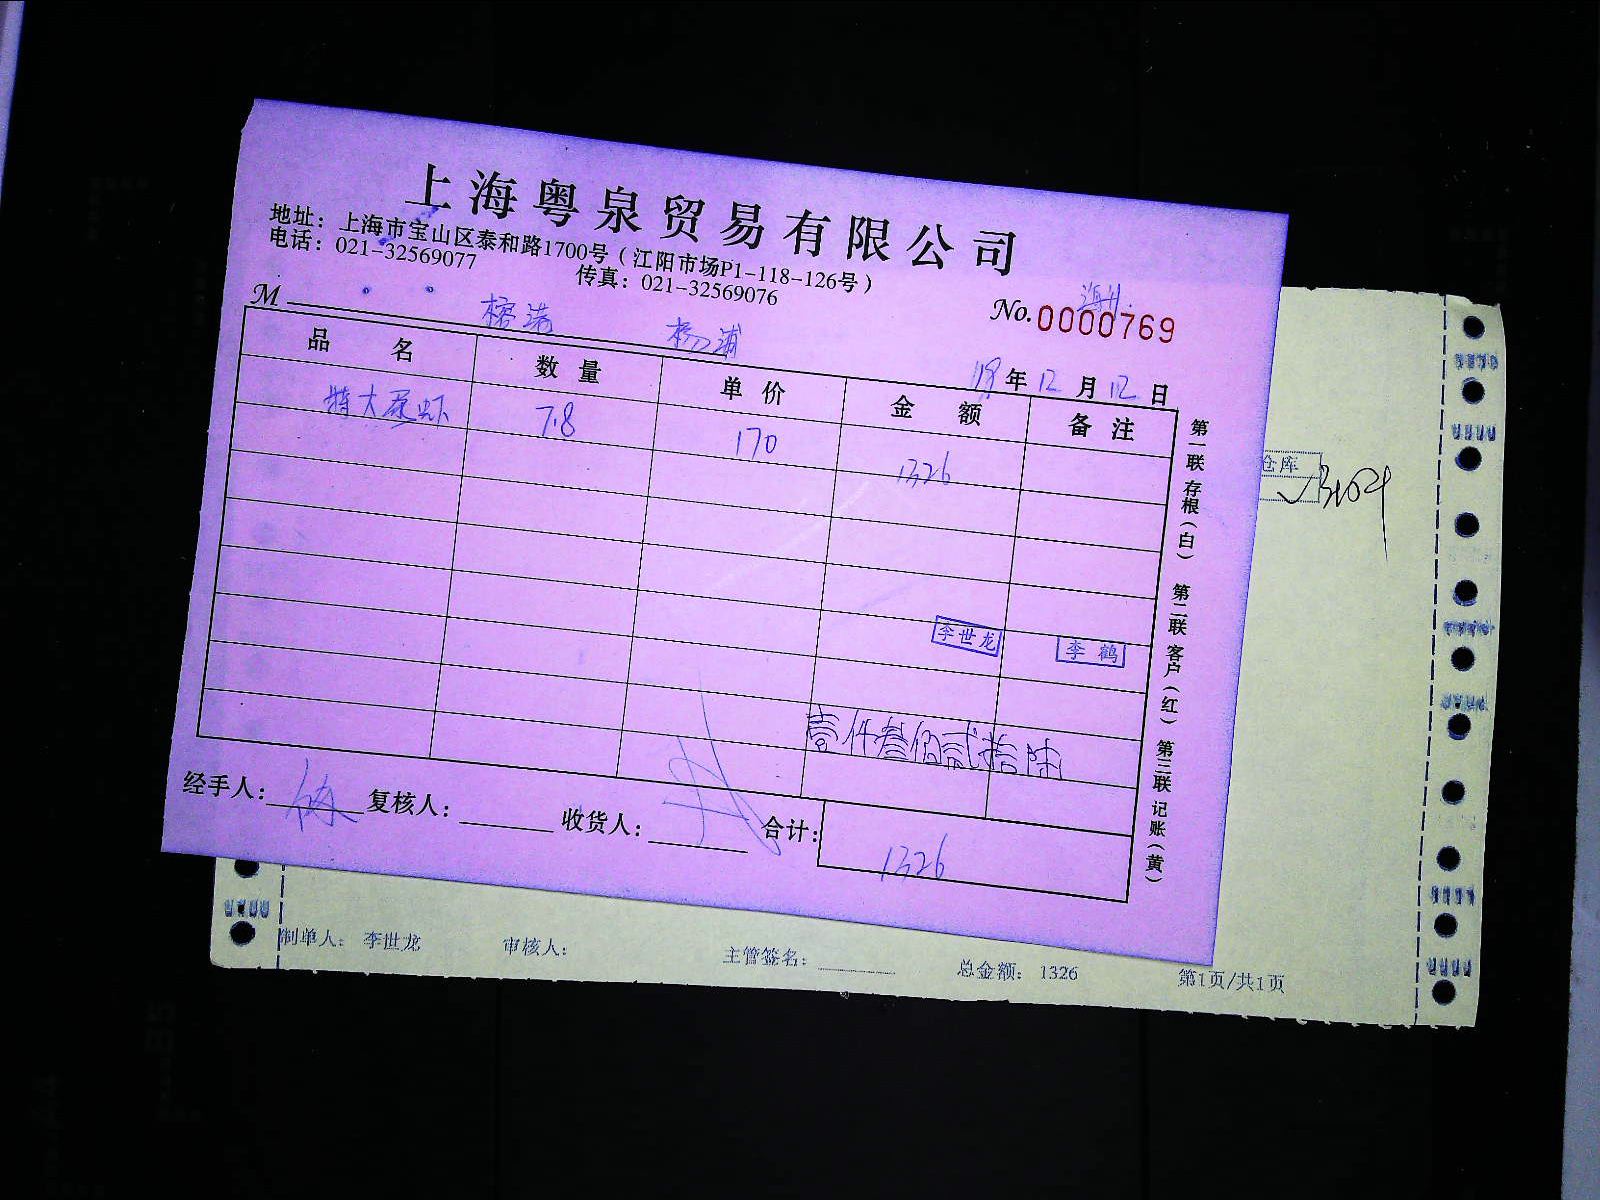 上海粤泉贸易有限公司
地址：上海市宝山区泰和路1700号（江阳市场P1-118-126号）
电话：021-32569077 传真：021-32569076
M 榕港 杨浦
No.0000769
18年12月12日
品名 数量 单价 金额 备注
特大尿虾 7.8 170 1326
李世龙 李鹤
壹仟叁佰贰拾陆
经手人： 复核人： 收货人： 合计：1326
第一联 存根（白） 第二联 客户（红） 第三联 记账（黄）
仓库
制单人：李世龙 审核人： 主管签名： 总金额：1326 第1页/共1页